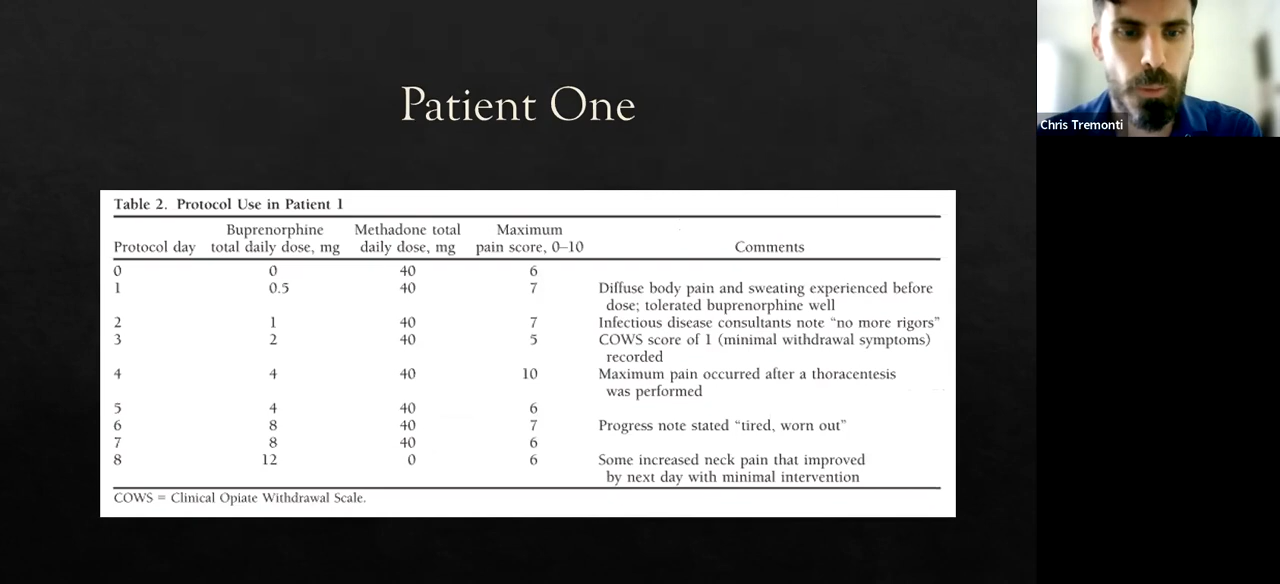 Patient One
Chris Tremonti
Table 2. Protocol Use in Patient 1
Buprenorphine Methadone total Maximum
Protocol day total daily dose, mg daily dose, mg pain score, 0–10 Comments
0 0 40 6
1 0.5 40 7 Diffuse body pain and sweating experienced before
dose; tolerated buprenorphine well
2 1 40 7 Infectious disease consultants note “no more rigors”
3 2 40 5 COWS score of 1 (minimal withdrawal symptoms)
recorded
4 4 40 10 Maximum pain occurred after a thoracentesis
was performed
5 4 40 6
6 8 40 7 Progress note stated “tired, worn out”
7 8 40 6
8 12 0 6 Some increased neck pain that improved
by next day with minimal intervention
COWS = Clinical Opiate Withdrawal Scale.